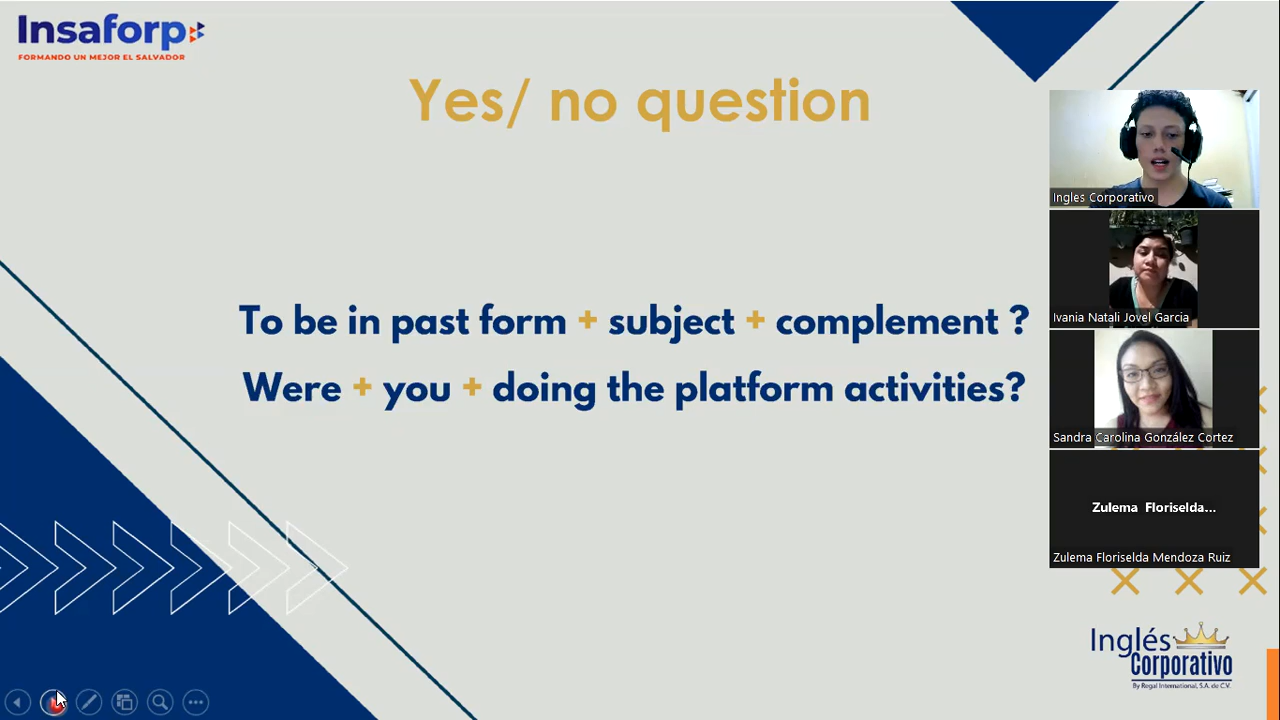 Insaforp
FORMANDO UN MEJOR EL SALVADOR
Yes/ no question
To be in past form + subject + complement ?
Were + you + doing the platform activities?
Ingles Corporativo
Ivania Natali Jovel Garcia
Sandra Carolina González Cortez
Zulema Floriselda...
Zulema Floriselda Mendoza Ruiz
Inglés
Corporativo
By Regal International, S.A. de C.V.